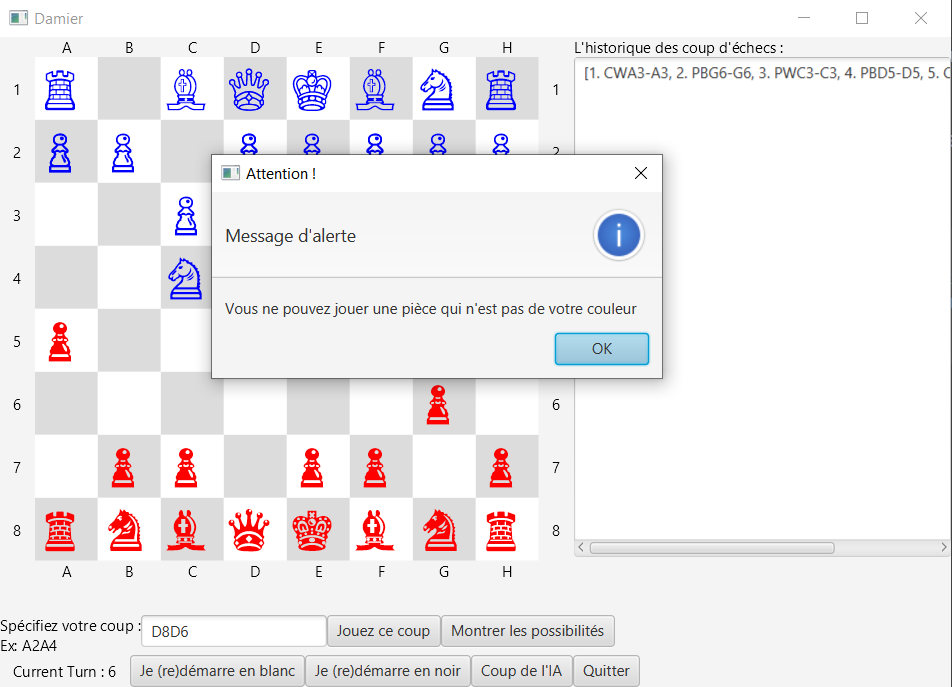 Damier
A B C D E F G H
L'historique des coup d'échecs :
1 1
[1. CWA3-A3, 2. PBG6-G6, 3. PWC3-C3, 4. PBD5-D5, 5.
2 2
Attention !
3
Message d'alerte
4
Vous ne pouvez jouer une pièce qui n'est pas de votre couleur
5
OK
6 6
7 7
8 8
A B C D E F G H
Spécifiez votre coup : D8D6 Jouez ce coup Montrer les possibilités
Ex: A2A4
Current Turn : 6 Je (re)démarre en blanc Je (re)démarre en noir Coup de l'IA Quitter